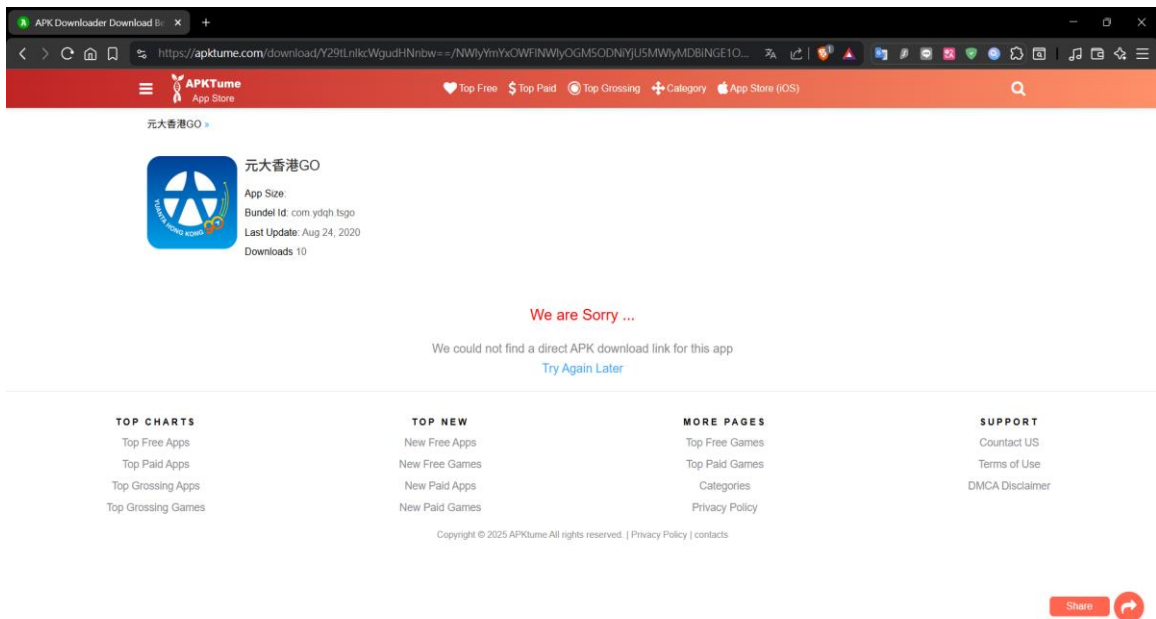 APK Downloader Download Be
https://apktume.com/download/Y29tLnlkcWgudHNnbw==/NWIyYmYxOWFlNWIyOGM5ODNiYjU5MWIyMDBiNGE1O...
APKTume
App Store
Top Free Top Paid Top Grossing Category App Store (iOS)
元大香港GO »
元大香港GO
App Size:
Bundel Id: com.ydqh.tsgo
Last Update: Aug 24, 2020
Downloads 10
YUANTA HONG KONG GO
We are Sorry ...
We could not find a direct APK download link for this app
Try Again Later
TOP CHARTS TOP NEW MORE PAGES SUPPORT
Top Free Apps New Free Apps Top Free Games Countact US
Top Paid Apps New Free Games Top Paid Games Terms of Use
Top Grossing Apps New Paid Apps Categories DMCA Disclaimer
Top Grossing Games New Paid Games Privacy Policy
Copyright © 2025 APKtume All rights reserved. | Privacy Policy | contacts
Share